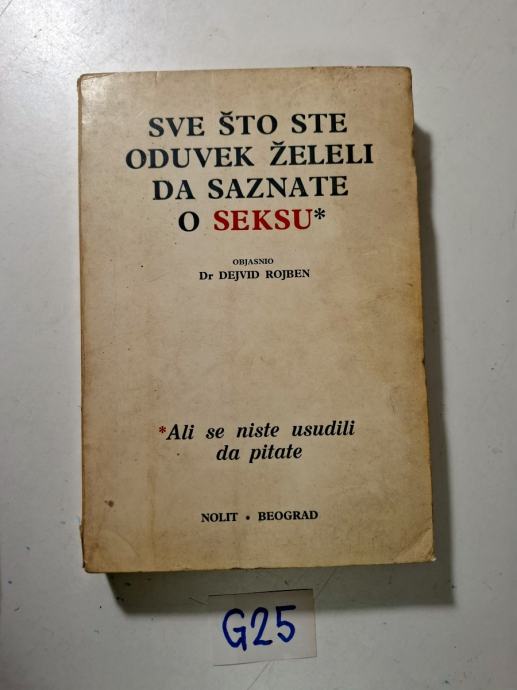 SVE ŠTO STE
ODUVEK ŽELELI
DA SAZNATE
O SEKSU*
OBJASNIO
Dr DEJVID ROJBEN
*Ali se niste usudili
da pitate
NOLIT • BEOGRAD
G25